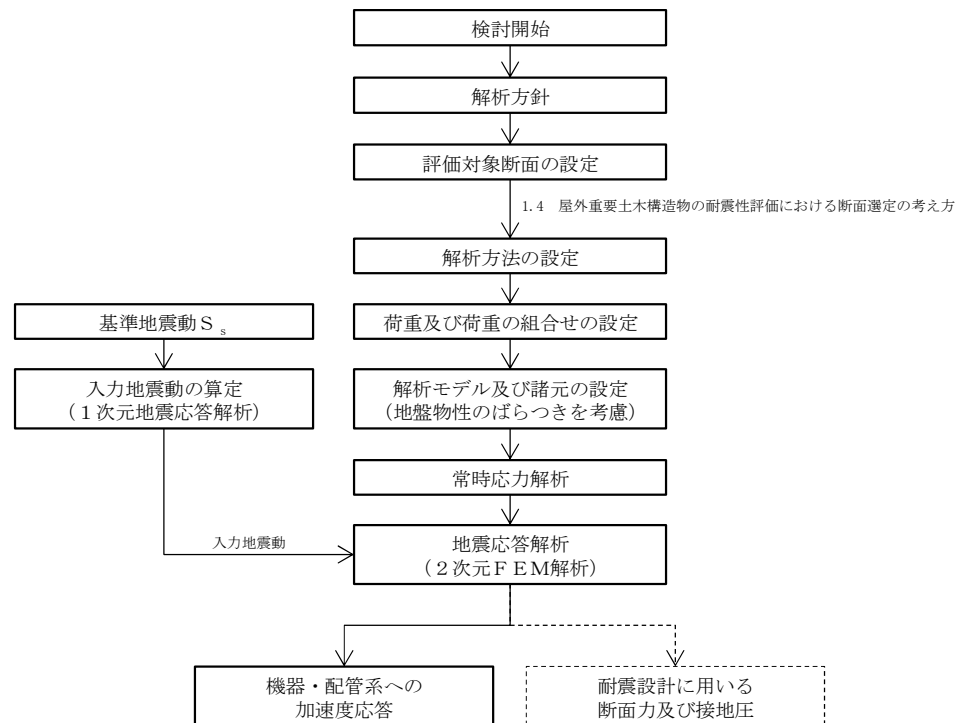 検討開始
解析方針
評価対象断面の設定
1.4 屋外重要土木構造物の耐震性評価における断面選定の考え方
解析方法の設定
基準地震動Ｓｓ
荷重及び荷重の組合せの設定
入力地震動の算定
（１次元地震応答解析）
解析モデル及び諸元の設定
（地盤物性のばらつきを考慮）
常時応力解析
入力地震動
地震応答解析
（２次元ＦＥＭ解析）
機器・配管系への
加速度応答
耐震設計に用いる
断面力及び接地圧